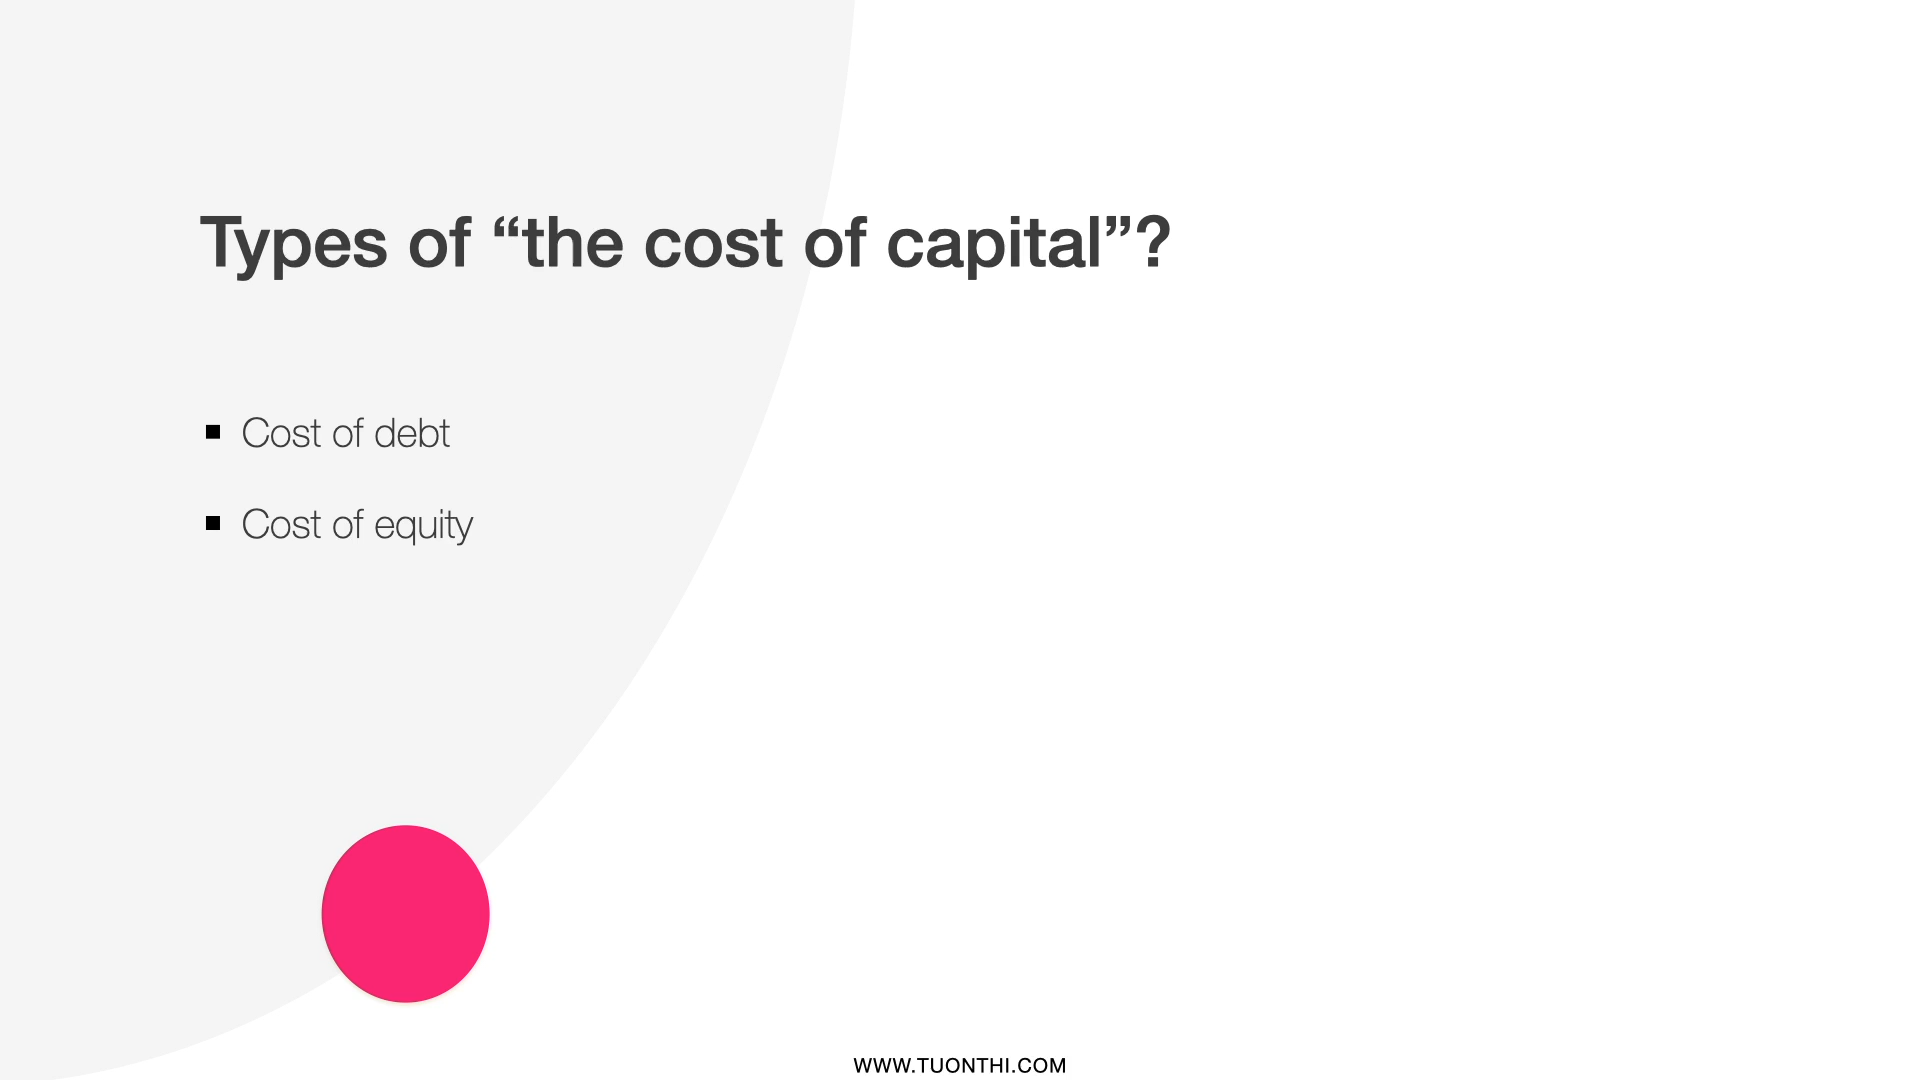 Types of “the cost of capital”?
▪ Cost of debt
▪ Cost of equity
WWW.TUONTHI.COM